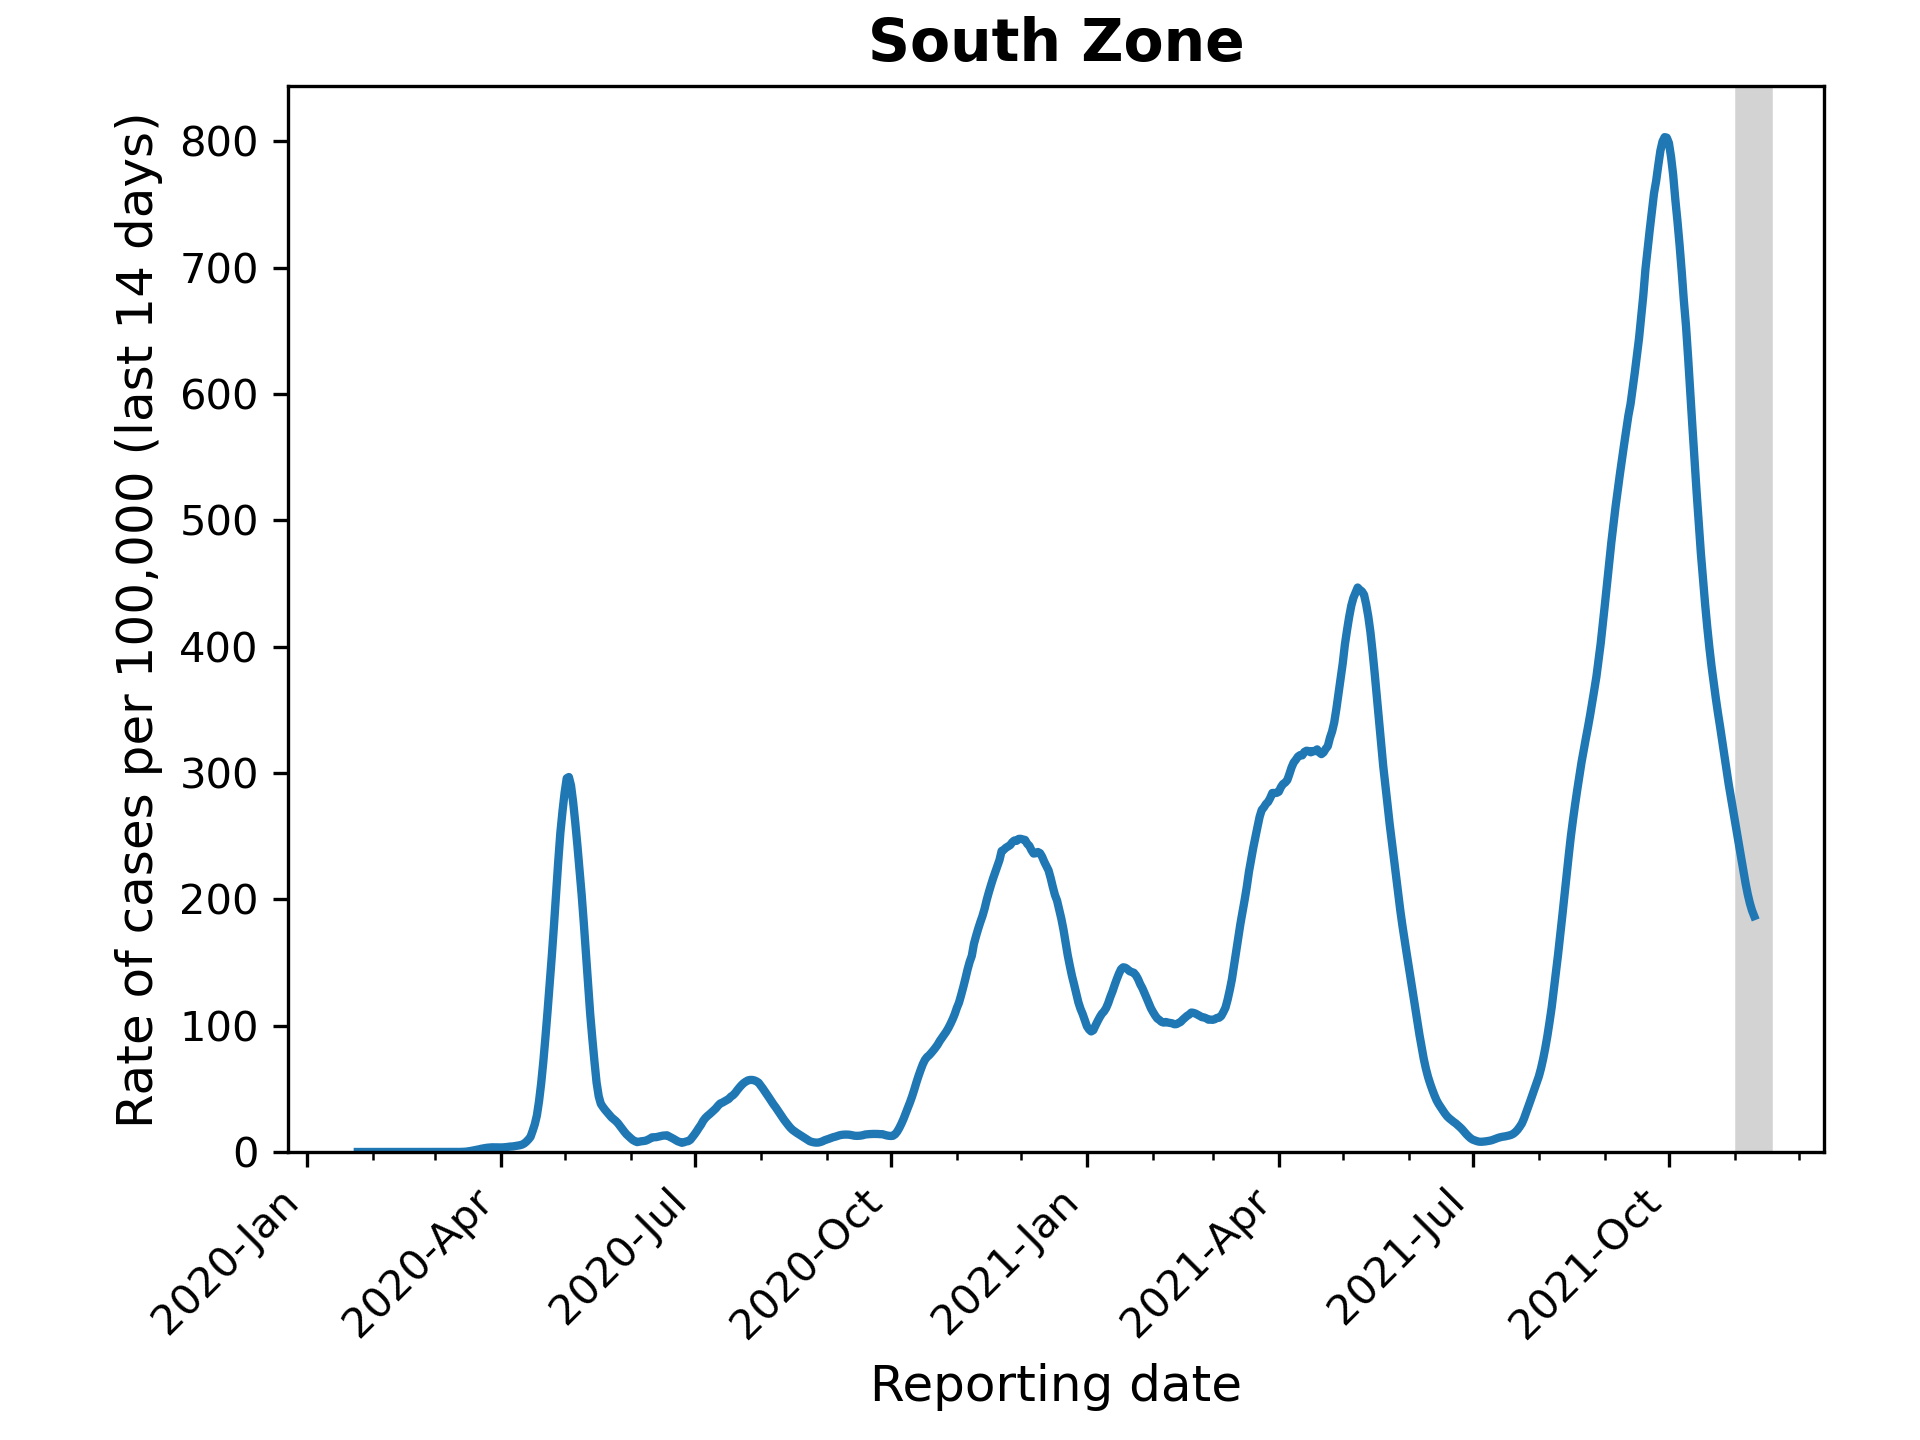 South Zone
Rate of cases per 100,000 (last 14 days)
800
700
600
500
400
300
200
100
0
2020-Jan
2020-Apr
2020-Jul
2020-Oct
2021-Jan
2021-Apr
2021-Jul
2021-Oct
Reporting date